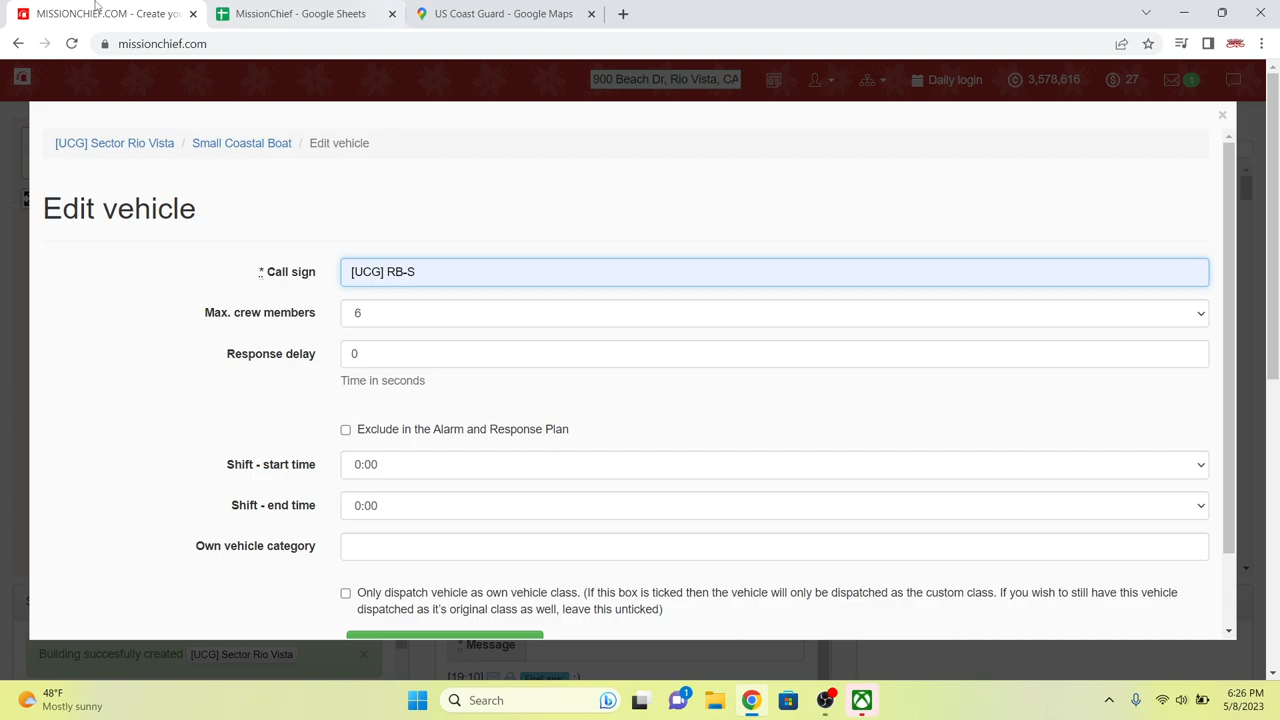 MISSIONCHIEF.COM - Create you
MissionChief - Google Sheets
US Coast Guard - Google Maps
missionchief.com
900 Beach Dr, Rio Vista, CA
Daily login
3,578,616
27
[UCG] Sector Rio Vista / Small Coastal Boat / Edit vehicle
Edit vehicle
* Call sign
[UCG] RB-S
Max. crew members
6
Response delay
0
Time in seconds
Exclude in the Alarm and Response Plan
Shift - start time
0:00
Shift - end time
0:00
Own vehicle category
Only dispatch vehicle as own vehicle class. (If this box is ticked then the vehicle will only be dispatched as the custom class. If you wish to still have this vehicle
dispatched as it's original class as well, leave this unticked)
Building succesfully created [UCG] Sector Rio Vista
* Message
[19:10]
48°F
Mostly sunny
Search
1
6:26 PM
5/8/2023